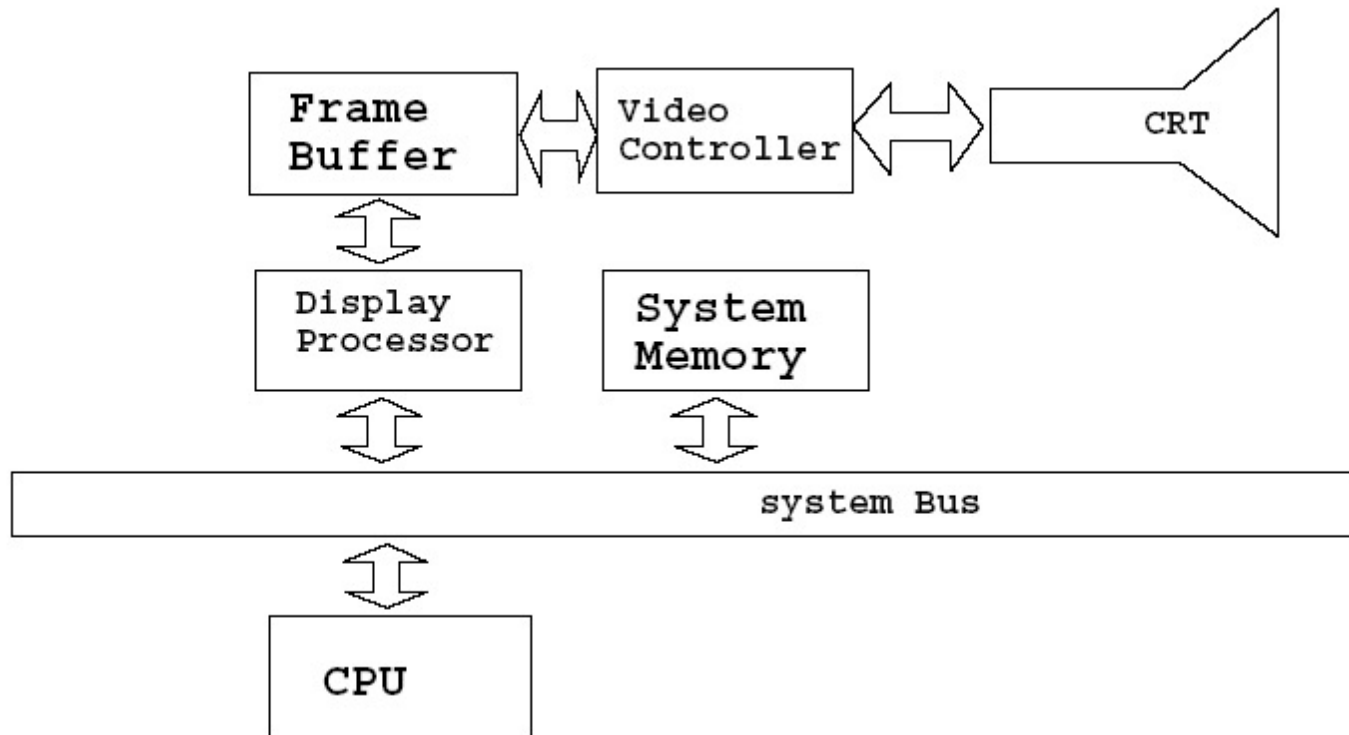 Frame
Buffer
Video
Controller
CRT
Display
Processor
System
Memory
system Bus
CPU